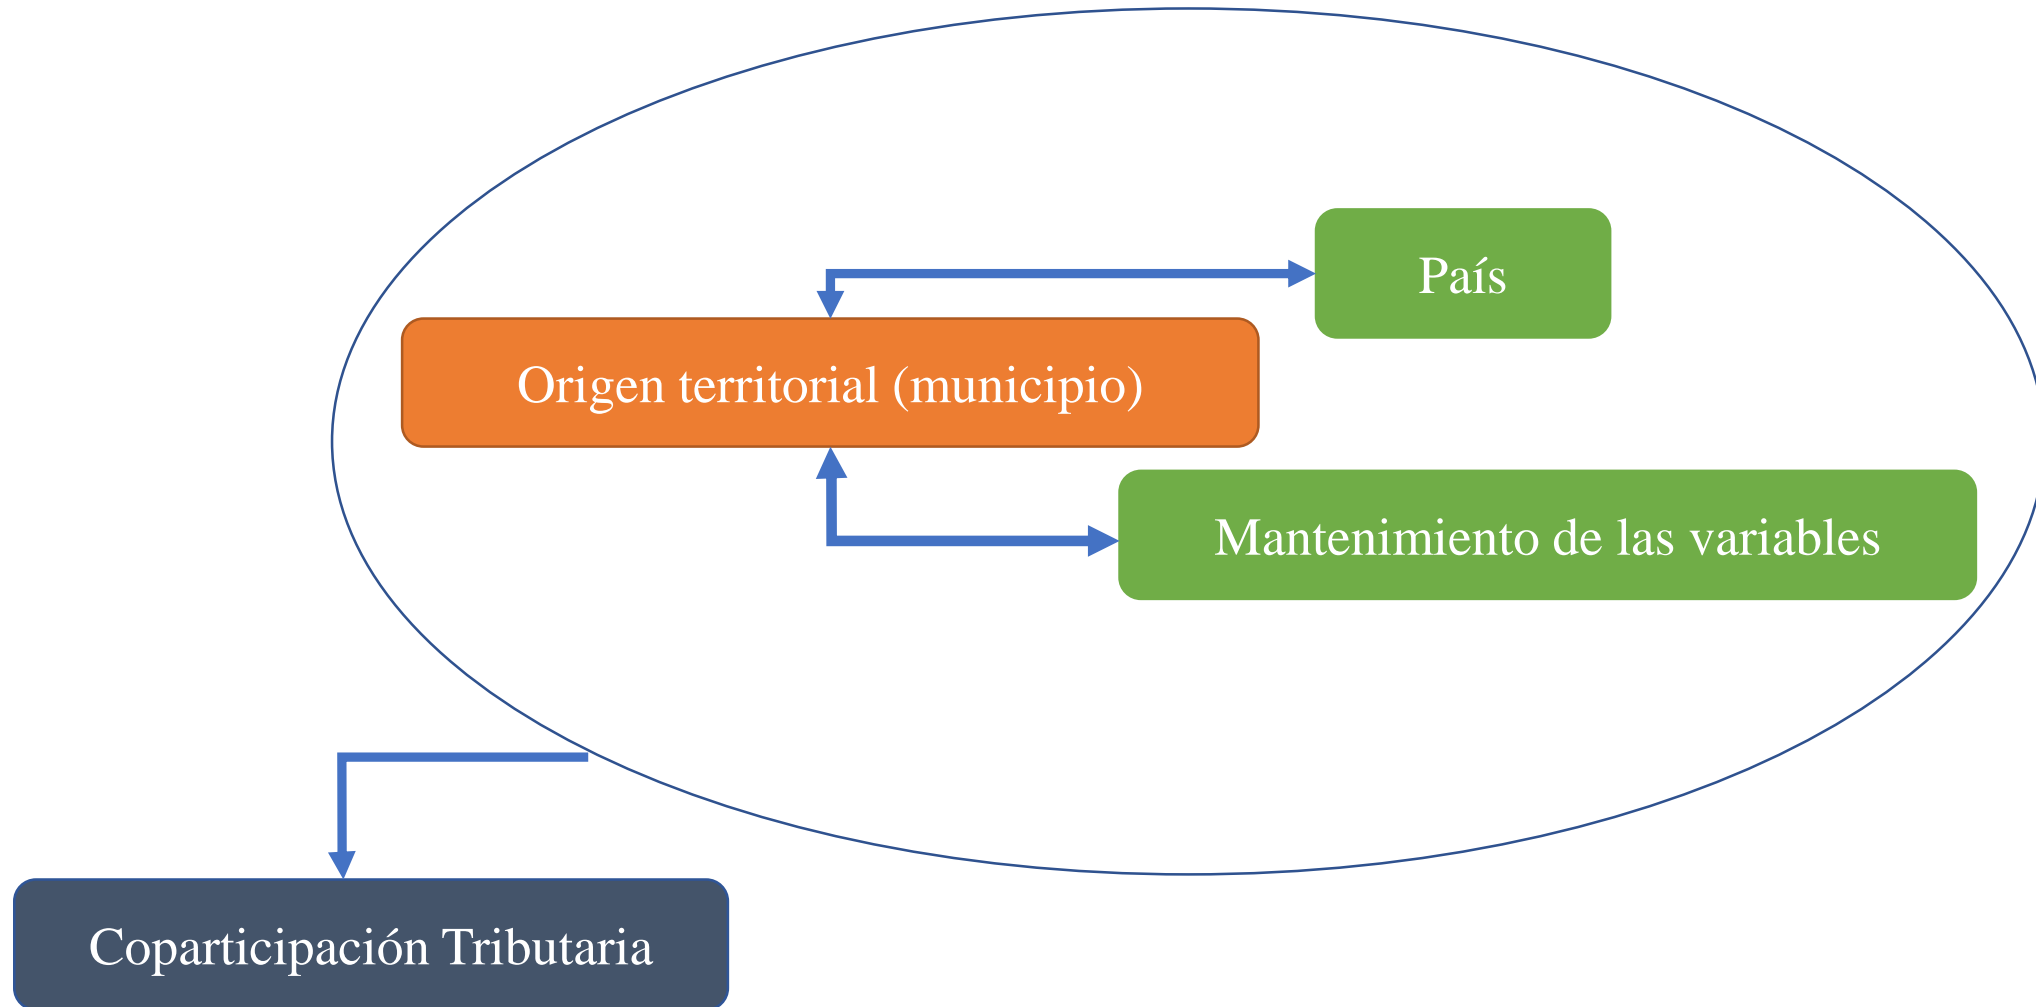 País
Origen territorial (municipio)
Mantenimiento de las variables
Coparticipación Tributaria